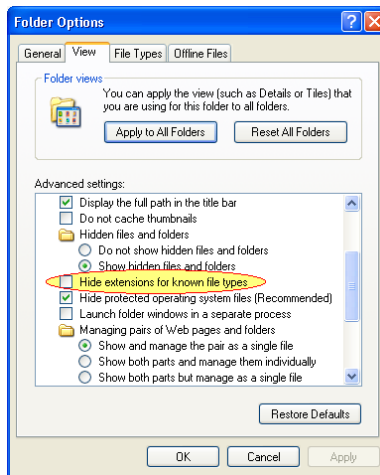 Folder Options
General View File Types Offline Files
Folder views
You can apply the view (such as Details or Tiles) that
you are using for this folder to all folders.
Apply to All Folders Reset All Folders
Advanced settings:
Display the full path in the title bar
Do not cache thumbnails
Hidden files and folders
Do not show hidden files and folders
Show hidden files and folders
Hide extensions for known file types
Hide protected operating system files (Recommended)
Launch folder windows in a separate process
Managing pairs of Web pages and folders
Show and manage the pair as a single file
Show both parts and manage them individually
Show both parts but manage as a single file
Restore Defaults
OK Cancel Apply